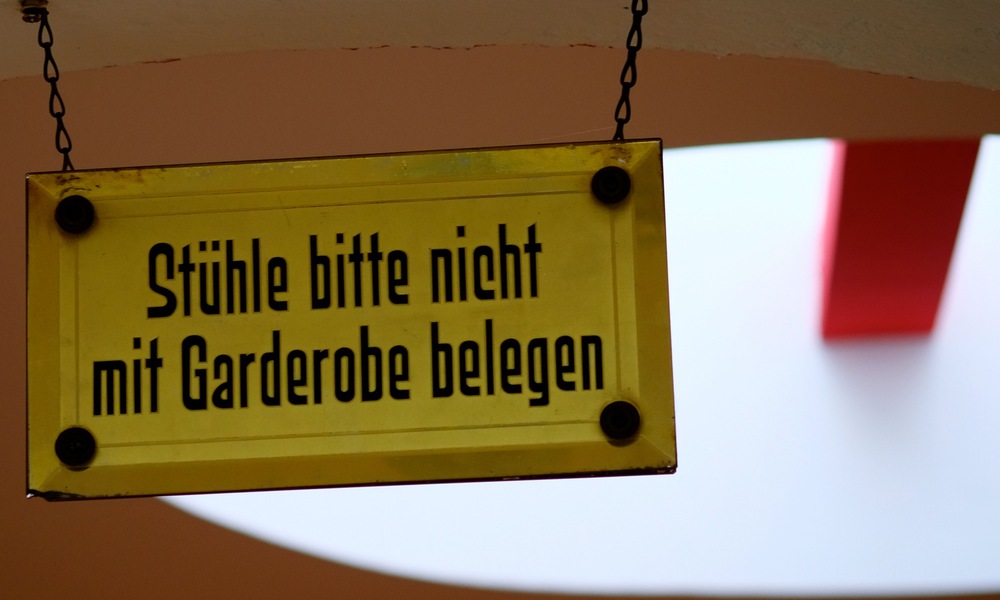 Stühle bitte nicht
mit Garderobe belegen